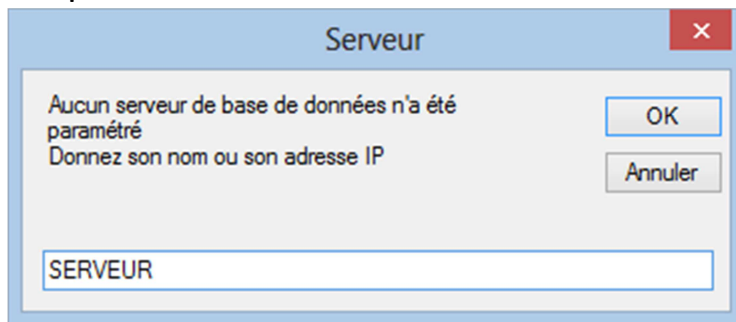 Serveur
Aucun serveur de base de données n'a été
paramétré
Donnez son nom ou son adresse IP
OK
Annuler
SERVEUR